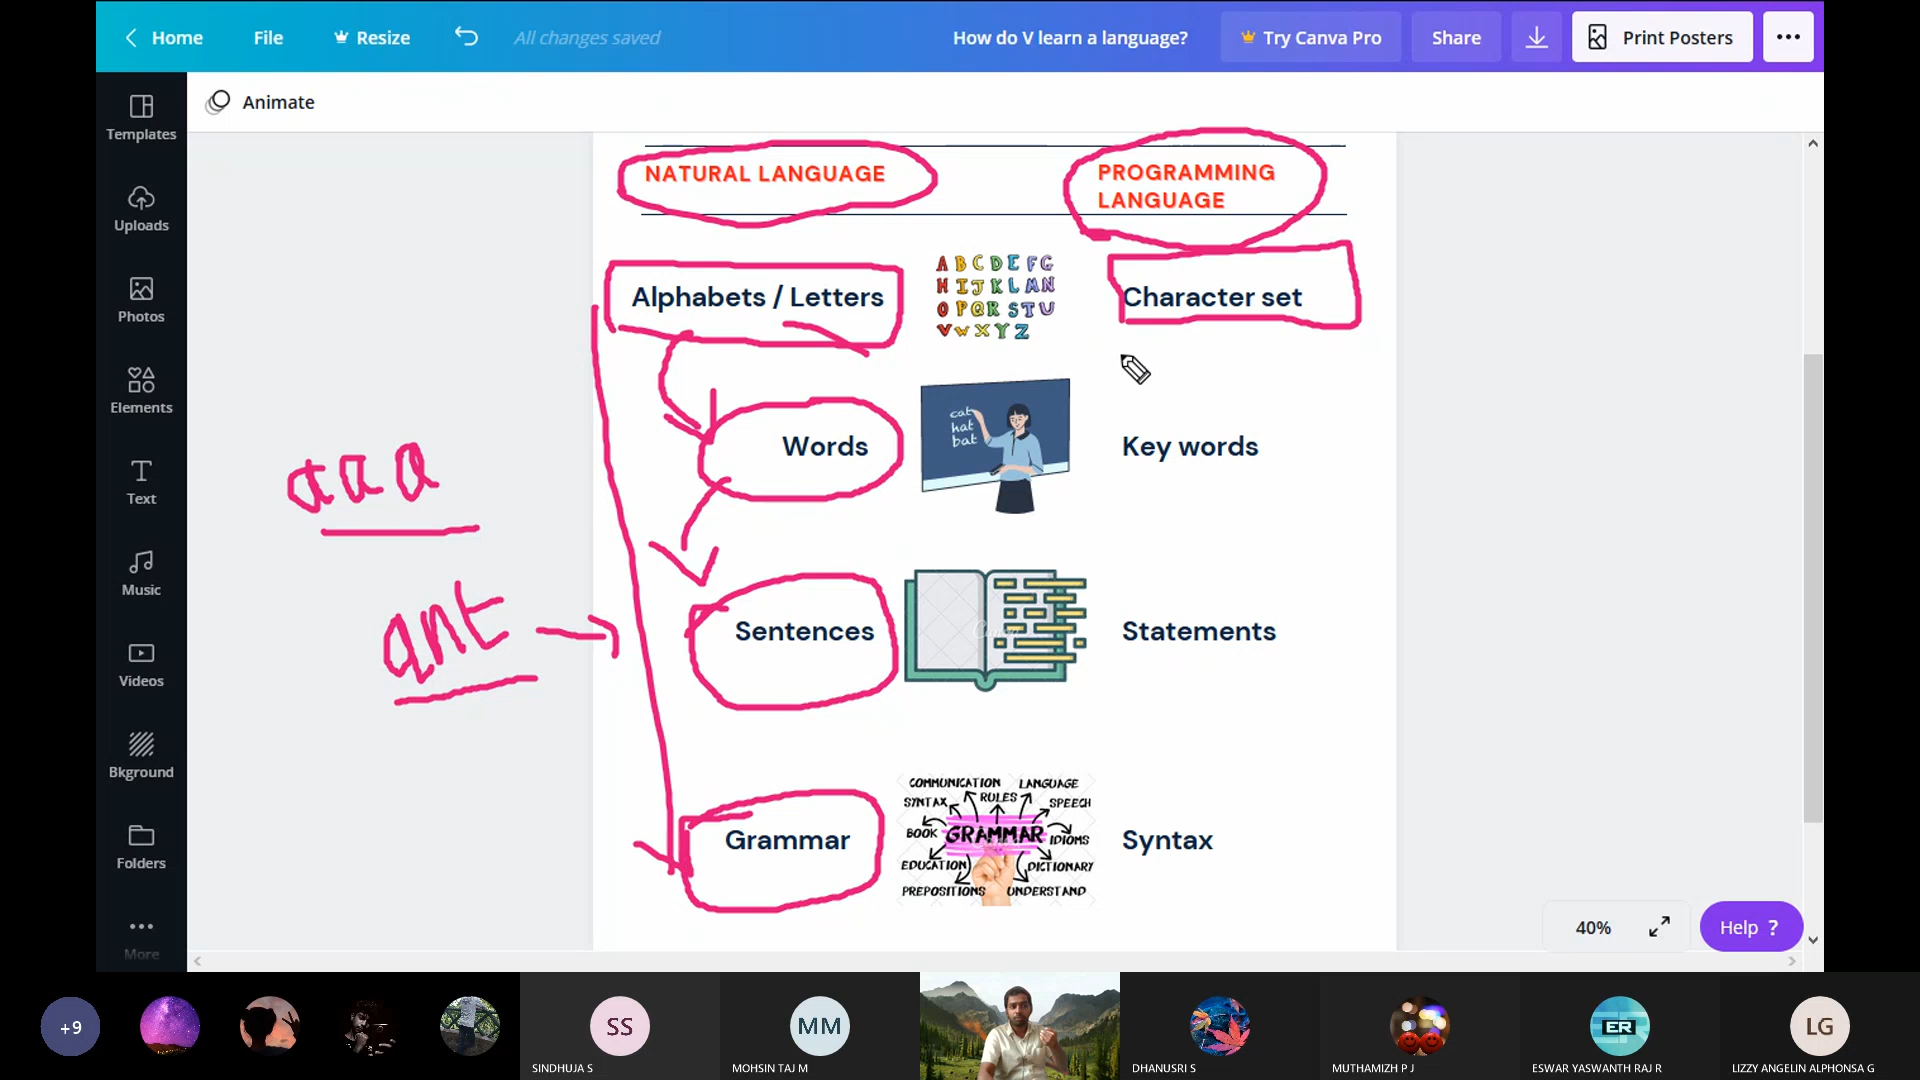 Home File Resize All changes saved How do V learn a language? Try Canva Pro Share Print Posters
Animate
Templates
Uploads
Photos
Elements
Text
Music
Videos
Bkground
Folders
More
NATURAL LANGUAGE
PROGRAMMING
LANGUAGE
Alphabets / Letters
A B C D E F G
H I J K L M N
O P Q R S T U
V W X Y Z
Character set
Words
cat
hat
bat
Key words
aaa
ant
Sentences
Statements
Grammar
COMMUNICATION LANGUAGE
SYNTAX RULES SPEECH
BOOK GRAMMAR IDIOMS
EDUCATION DICTIONARY
PREPOSITIONS UNDERSTAND
Syntax
40%
Help ?
+9
SS
SINDHUJA S
MM
MOHSIN TAJ M
DHANUSRI S
MUTHAMIZH P J
ER
ESWAR YASWANTH RAJ R
LG
LIZZY ANGELIN ALPHONSA G